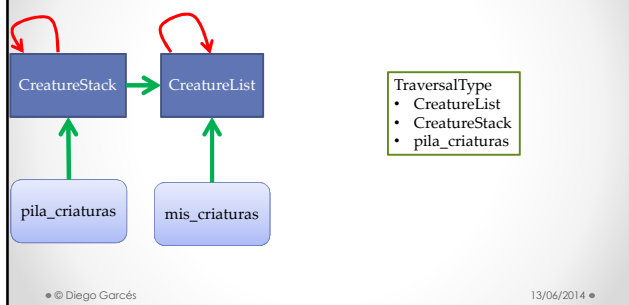 CreatureStack
CreatureList
TraversalType
• CreatureList
• CreatureStack
• pila_criaturas
pila_criaturas
mis_criaturas
© Diego Garcés
13/06/2014